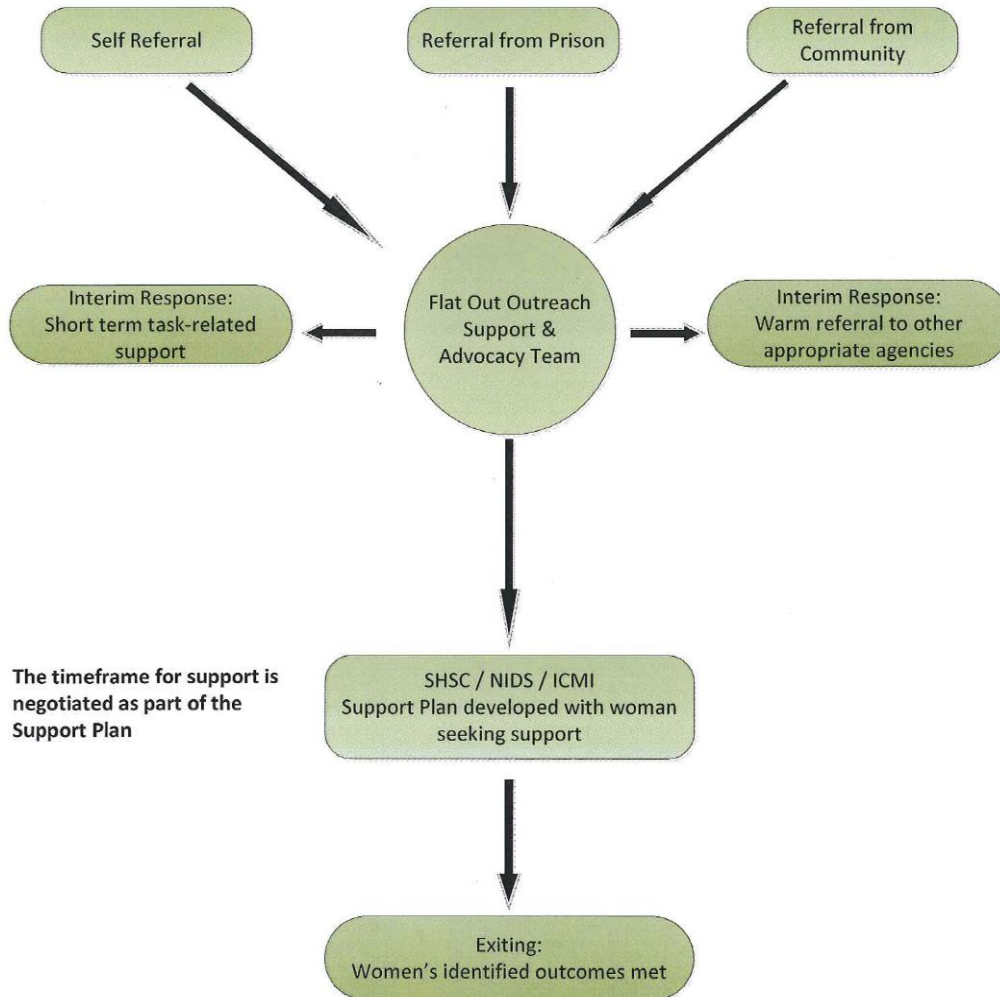 Self Referral
Referral from Prison
Referral from
Community
Flat Out Outreach
Support &
Advocacy Team
Interim Response:
Short term task-related
support
Interim Response:
Warm referral to other
appropriate agencies
The timeframe for support is
negotiated as part of the
Support Plan
SHSC / NIDS / ICMI
Support Plan developed with woman
seeking support
Exiting:
Women's identified outcomes met